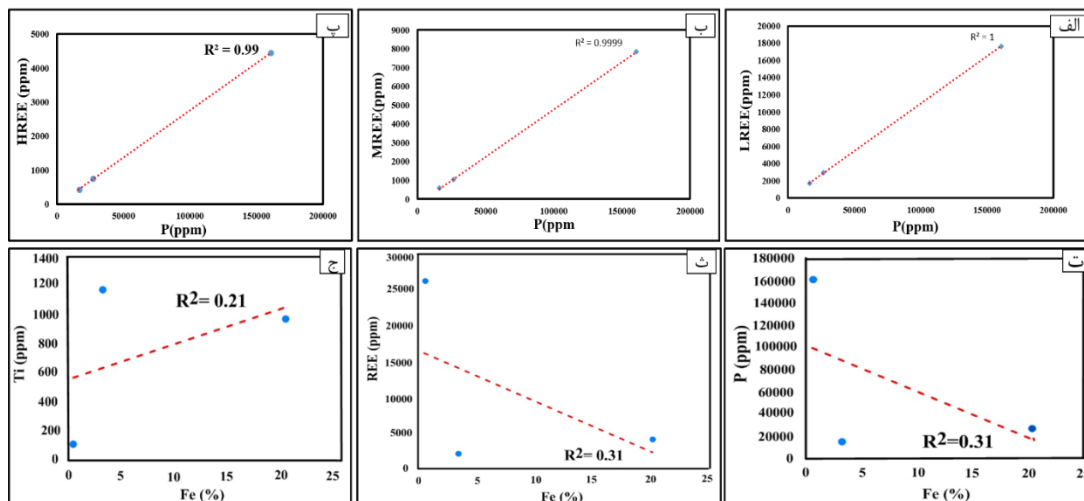 الف
R² = 1
20000
18000
16000
14000
12000
10000
8000
6000
4000
2000
0
LREE(ppm)
0 50000 100000 150000 200000
P(ppm)
ب
R² = 0.9999
9000
8000
7000
6000
5000
4000
3000
2000
1000
0
MREE(ppm)
0 50000 100000 150000 200000
P(ppm
پ
R² = 0.99
5000
4000
3000
2000
1000
0
HREE (ppm)
0 50000 100000 150000 200000
P(ppm)
ت
180000
160000
140000
120000
100000
80000
60000
40000
20000
0
P (ppm)
R²=0.31
0 5 10 15 20 25
Fe (%)
ث
30000
25000
20000
15000
10000
5000
0
REE (ppm)
R²=0.31
0 5 10 15 20 25
Fe (%)
ج
1400
1200
1000
800
600
400
200
0
Ti (ppm)
R²= 0.21
0 5 10 15 20 25
Fe (%)